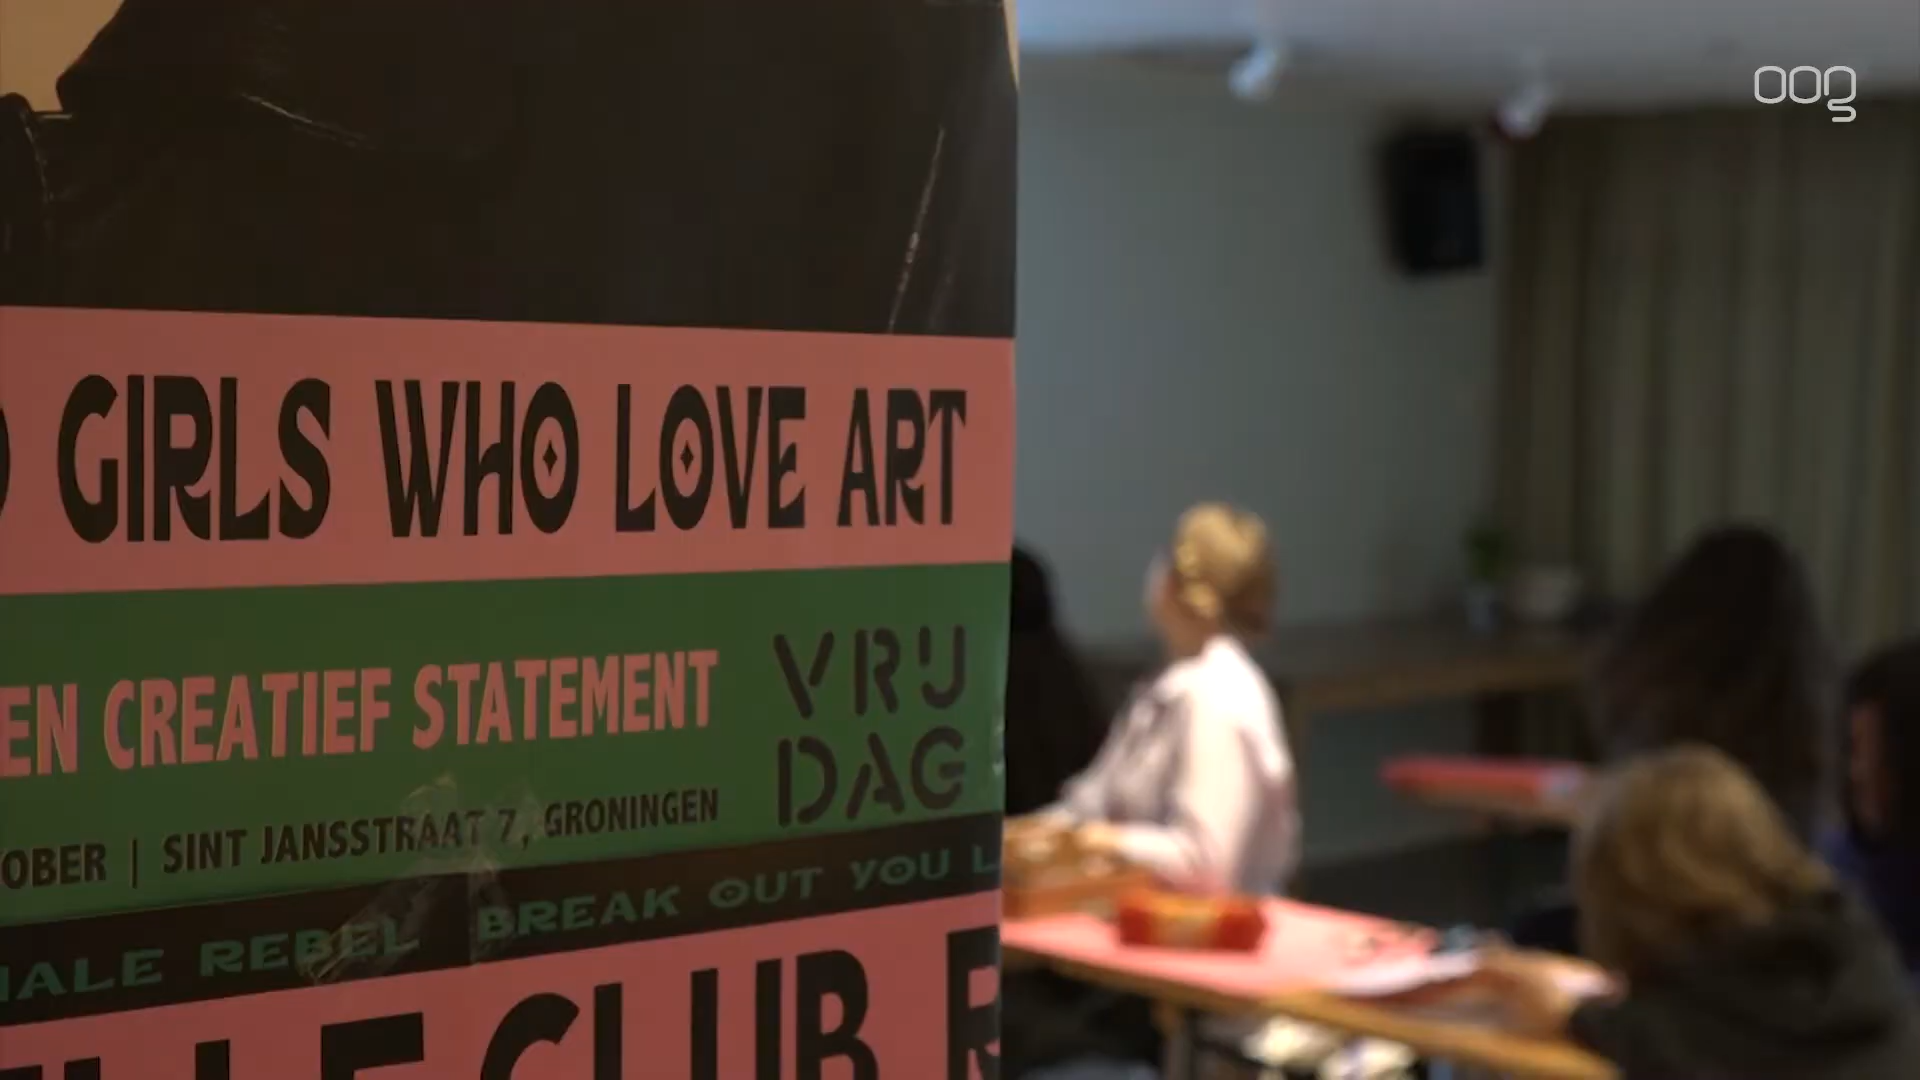 oog
GIRLS WHO LOVE ART
EN CREATIEF STATEMENT
VRIJ
DAG
OBER | SINT JANSSTRAAT 7, GRONINGEN
ALE REBEL BREAK OUT YOU L
CLUB